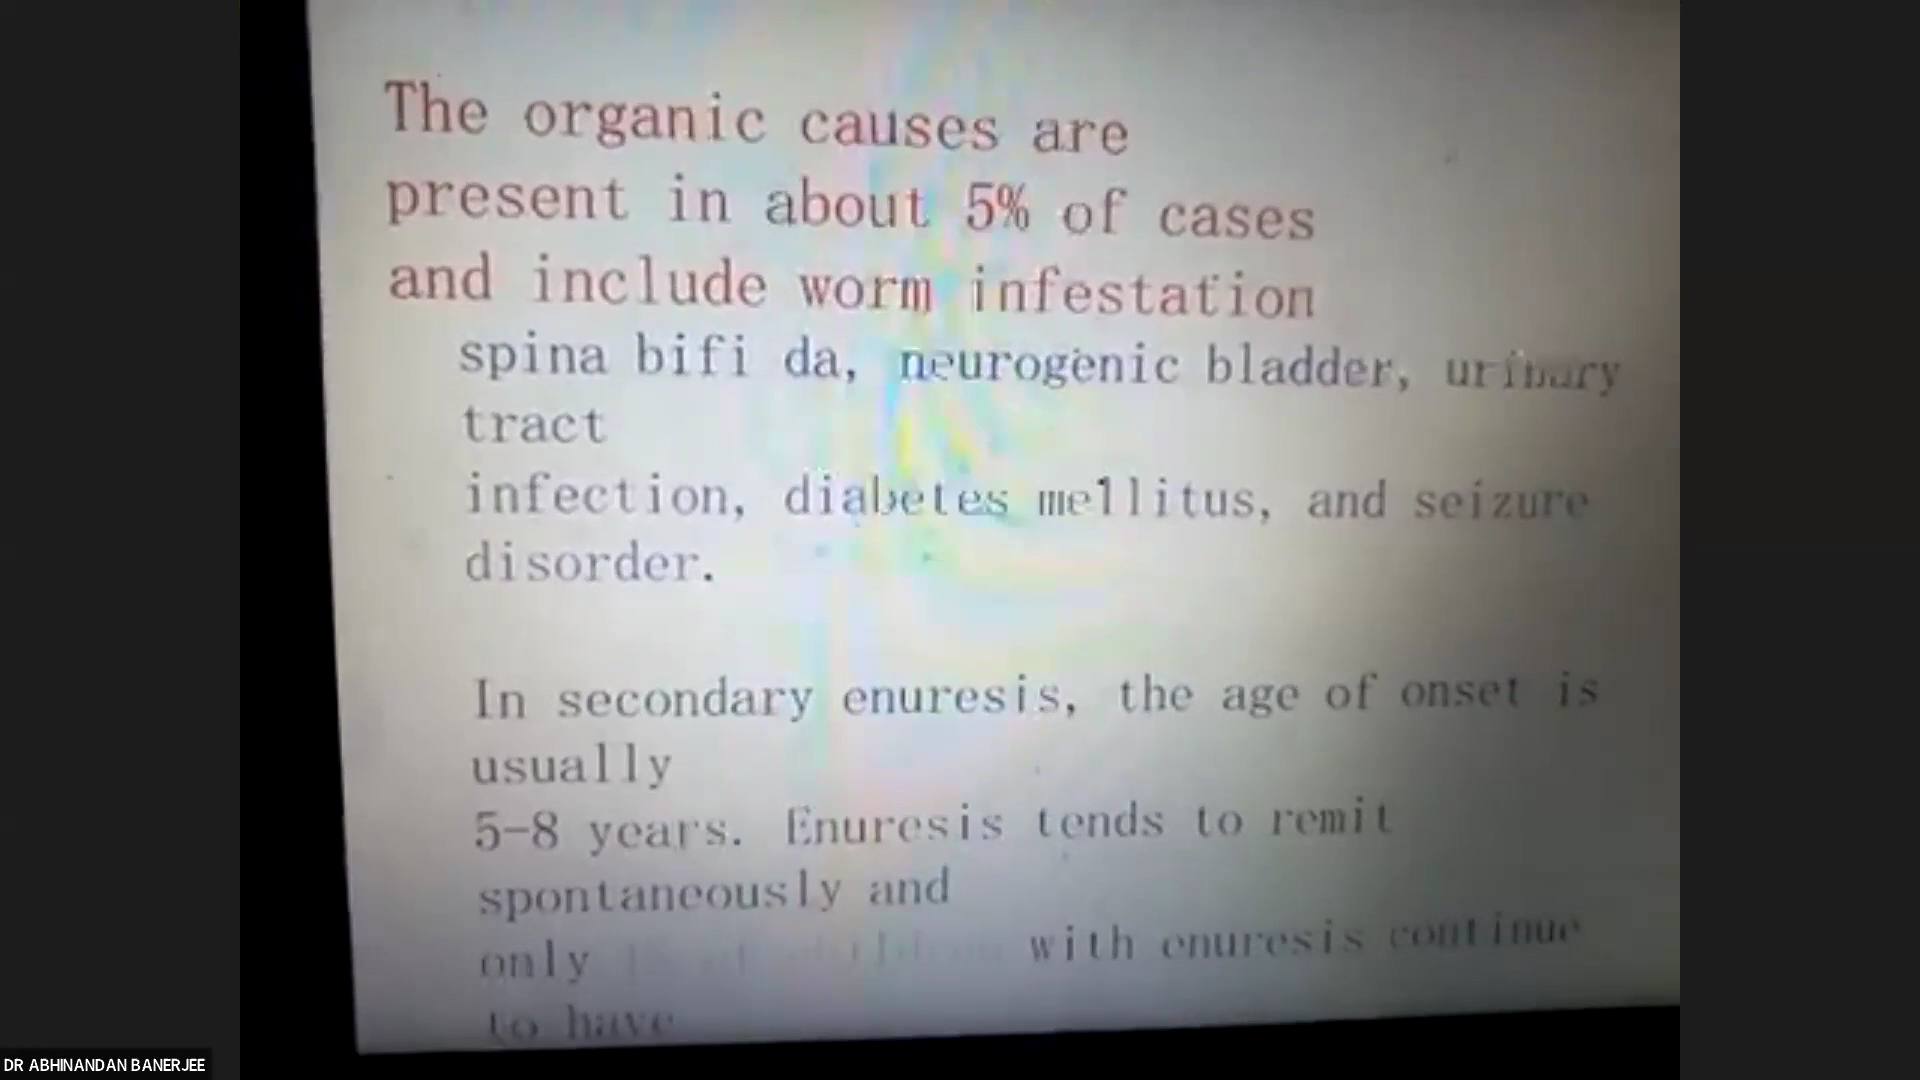 The organic causes are
present in about 5% of cases
and include worm infestation
spina bifi da, neurogenic bladder, urinary
tract
infection, diabetes mellitus, and seizure
disorder.
In secondary enuresis, the age of onset is
usually
5-8 years. Enuresis tends to remit
spontaneously and
only with enuresis continue
to have
DR ABHINANDAN BANERJEE